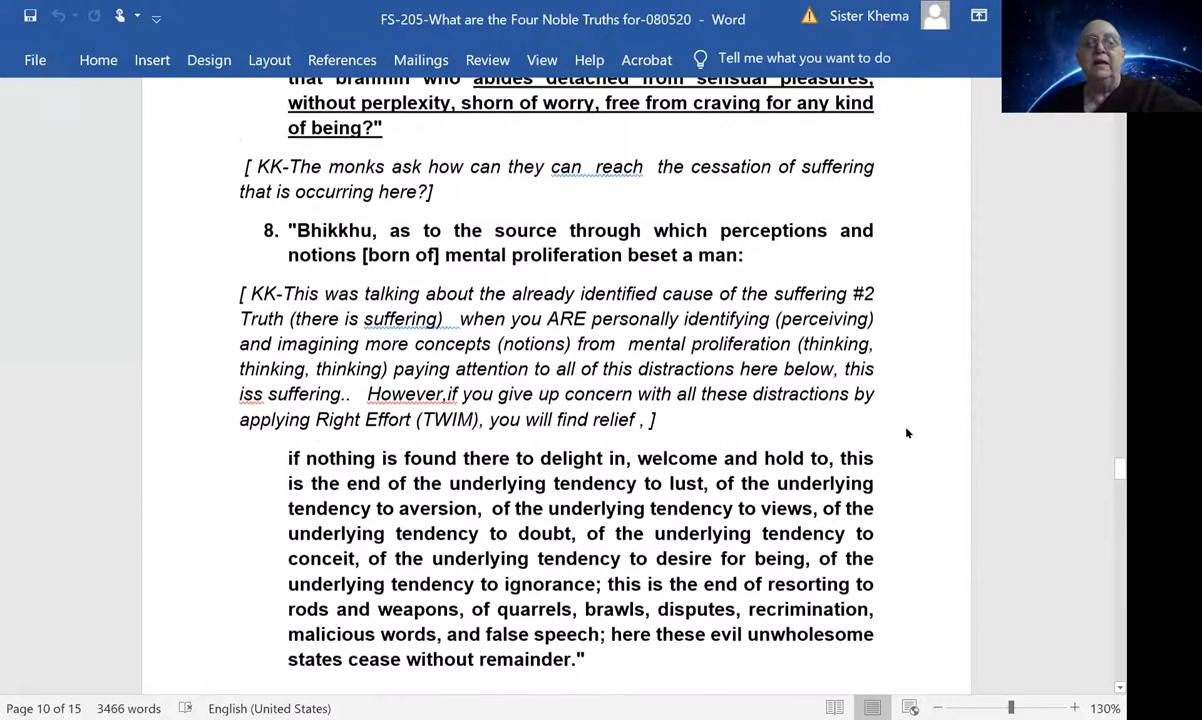 FS-205-What are the Four Noble Truths for-080520 - Word
Sister Khema
File Home Insert Design Layout References Mailings Review View Help Acrobat Tell me what you want to do
that brahmin who abides detached from sensual pleasures,
without perplexity, shorn of worry, free from craving for any kind
of being?"
[ KK-The monks ask how can they can reach the cessation of suffering
that is occurring here?]
8. "Bhikkhu, as to the source through which perceptions and
notions [born of] mental proliferation beset a man:
[ KK-This was talking about the already identified cause of the suffering #2
Truth (there is suffering) when you ARE personally identifying (perceiving)
and imagining more concepts (notions) from mental proliferation (thinking,
thinking, thinking) paying attention to all of this distractions here below, this
iss suffering.. However,if you give up concern with all these distractions by
applying Right Effort (TWIM), you will find relief , ]
if nothing is found there to delight in, welcome and hold to, this
is the end of the underlying tendency to lust, of the underlying
tendency to aversion, of the underlying tendency to views, of the
underlying tendency to doubt, of the underlying tendency to
conceit, of the underlying tendency to desire for being, of the
underlying tendency to ignorance; this is the end of resorting to
rods and weapons, of quarrels, brawls, disputes, recrimination,
malicious words, and false speech; here these evil unwholesome
states cease without remainder."
Page 10 of 15 3466 words English (United States) 130%